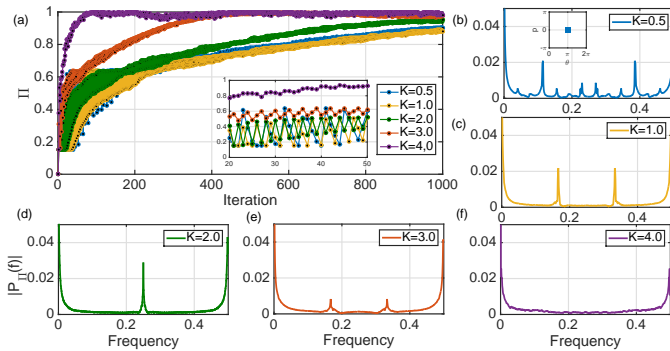 (a)
1
0.8
0.6
0.4
0.2
0
Π
0 200 400 600 800 1000
Iteration
1
0.8
0.6
0.4
0.2
20 30 40 50
K=0.5
K=1.0
K=2.0
K=3.0
K=4.0
(b)
0.04
0.02
0
0 0.2 0.4
K=0.5
π
p 0
-π
0 π 2π
θ
(c)
0.04
0.02
0
0 0.2 0.4
K=1.0
(d)
0.04
0.02
0
|P_Π(f)|
0 0.2 0.4
Frequency
K=2.0
(e)
0.04
0.02
0
0 0.2 0.4
Frequency
K=3.0
(f)
0.04
0.02
0
0 0.2 0.4
Frequency
K=4.0